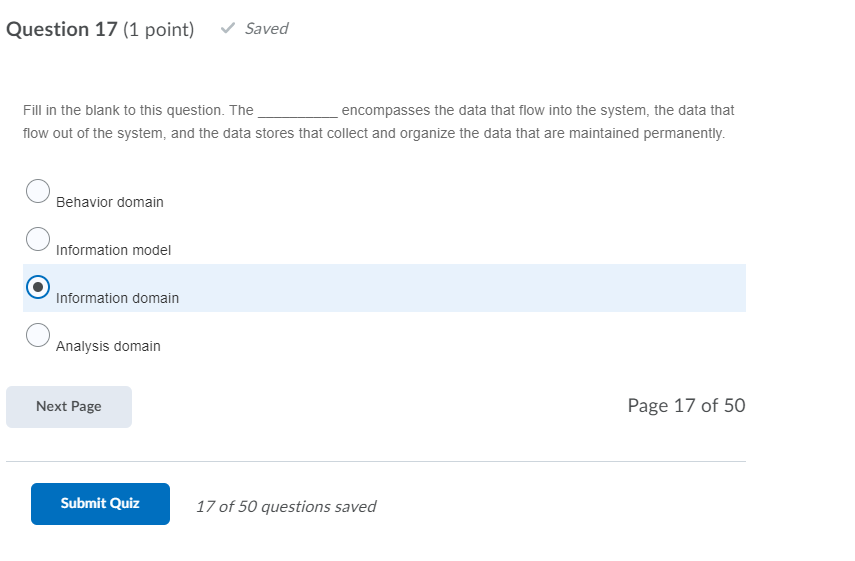 Question 17 (1 point) Saved
Fill in the blank to this question. The __________ encompasses the data that flow into the system, the data that
flow out of the system, and the data stores that collect and organize the data that are maintained permanently.
Behavior domain
Information model
Information domain
Analysis domain
Next Page Page 17 of 50
Submit Quiz 17 of 50 questions saved